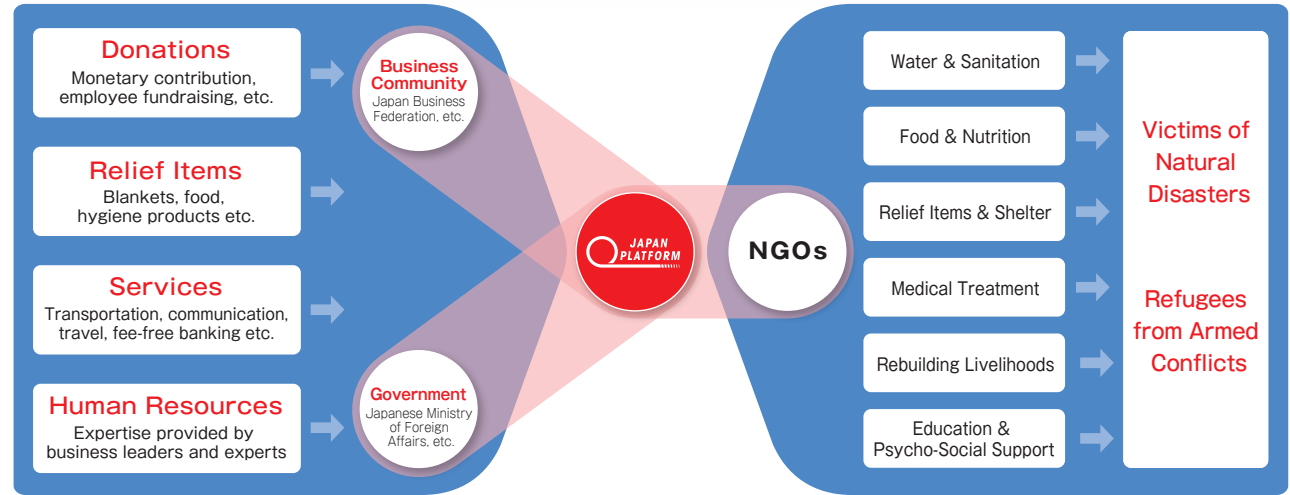 Donations
Monetary contribution,
employee fundraising, etc.
Relief Items
Blankets, food,
hygiene products etc.
Services
Transportation, communication,
travel, fee-free banking etc.
Human Resources
Expertise provided by
business leaders and experts
Business
Community
Japan Business
Federation, etc.
Government
Japanese Ministry
of Foreign
Affairs, etc.
JAPAN
PLATFORM
NGOs
Water & Sanitation
Food & Nutrition
Relief Items & Shelter
Medical Treatment
Rebuilding Livelihoods
Education &
Psycho-Social Support
Victims of
Natural
Disasters
Refugees
from Armed
Conflicts